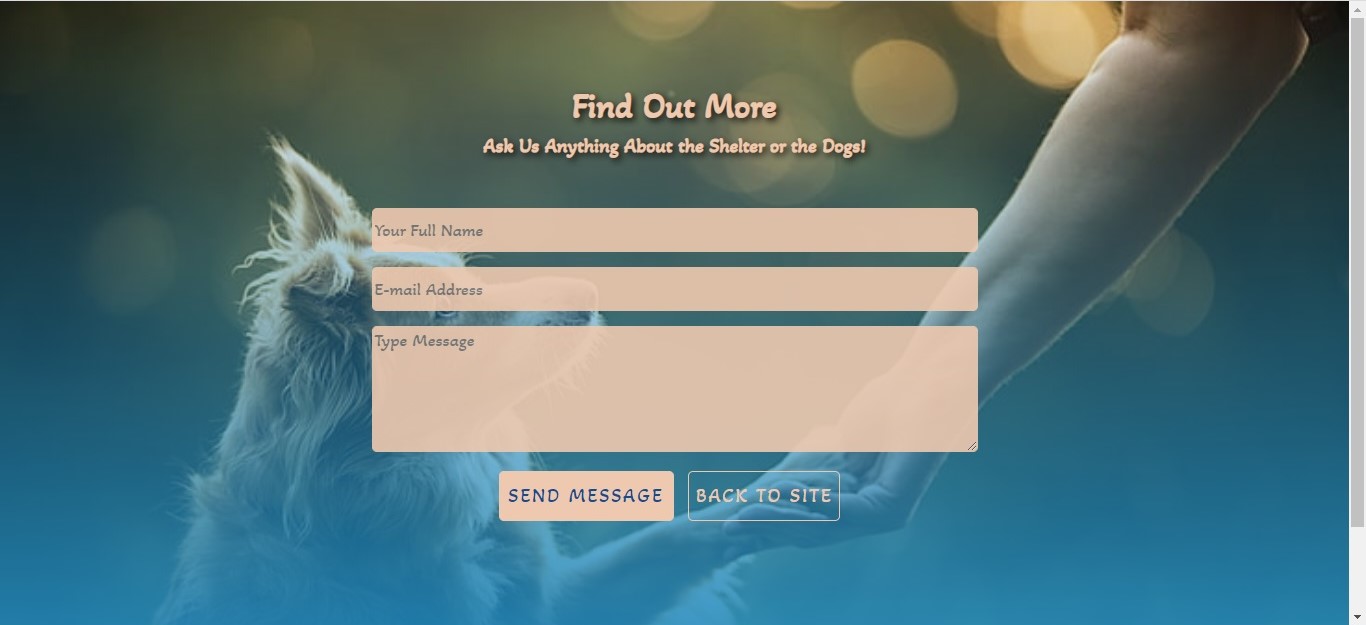 Find Out More
Ask Us Anything About the Shelter or the Dogs!
Your Full Name
E-mail Address
Type Message
SEND MESSAGE
BACK TO SITE